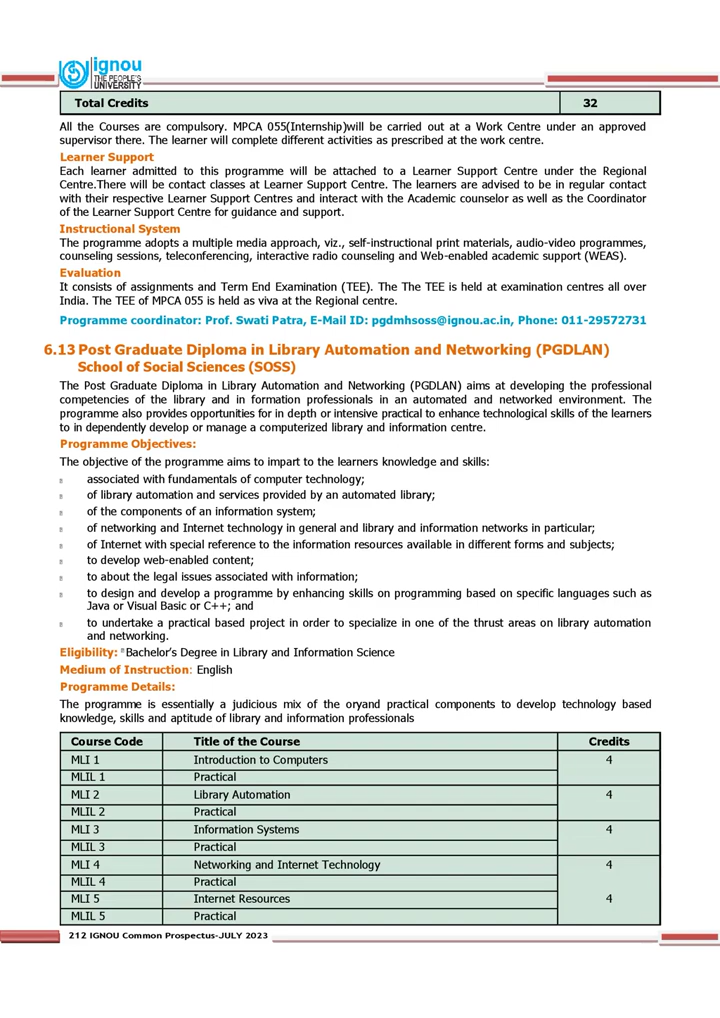 ignou
THE PEOPLE'S
UNIVERSITY
Total Credits 32
All the Courses are compulsory. MPCA 055(Internship)will be carried out at a Work Centre under an approved
supervisor there. The learner will complete different activities as prescribed at the work centre.
Learner Support
Each learner admitted to this programme will be attached to a Learner Support Centre under the Regional
Centre.There will be contact classes at Learner Support Centre. The learners are advised to be in regular contact
with their respective Learner Support Centres and interact with the Academic counselor as well as the Coordinator
of the Learner Support Centre for guidance and support.
Instructional System
The programme adopts a multiple media approach, viz., self-instructional print materials, audio-video programmes,
counseling sessions, teleconferencing, interactive radio counseling and Web-enabled academic support (WEAS).
Evaluation
It consists of assignments and Term End Examination (TEE). The The TEE is held at examination centres all over
India. The TEE of MPCA 055 is held as viva at the Regional centre.
Programme coordinator: Prof. Swati Patra, E-Mail ID: pgdmhsoss@ignou.ac.in, Phone: 011-29572731
6.13 Post Graduate Diploma in Library Automation and Networking (PGDLAN)
School of Social Sciences (SOSS)
The Post Graduate Diploma in Library Automation and Networking (PGDLAN) aims at developing the professional
competencies of the library and in formation professionals in an automated and networked environment. The
programme also provides opportunities for in depth or intensive practical to enhance technological skills of the learners
to in dependently develop or manage a computerized library and information centre.
Programme Objectives:
The objective of the programme aims to impart to the learners knowledge and skills:
associated with fundamentals of computer technology;
of library automation and services provided by an automated library;
of the components of an information system;
of networking and Internet technology in general and library and information networks in particular;
of Internet with special reference to the information resources available in different forms and subjects;
to develop web-enabled content;
to about the legal issues associated with information;
to design and develop a programme by enhancing skills on programming based on specific languages such as
Java or Visual Basic or C++; and
to undertake a practical based project in order to specialize in one of the thrust areas on library automation
and networking.
Eligibility: Bachelor's Degree in Library and Information Science
Medium of Instruction: English
Programme Details:
The programme is essentially a judicious mix of the oryand practical components to develop technology based
knowledge, skills and aptitude of library and information professionals
Course Code Title of the Course Credits
MLI 1 Introduction to Computers 4
MLIL 1 Practical
MLI 2 Library Automation 4
MLIL 2 Practical
MLI 3 Information Systems 4
MLIL 3 Practical
MLI 4 Networking and Internet Technology 4
MLIL 4 Practical
MLI 5 Internet Resources 4
MLIL 5 Practical
212 IGNOU Common Prospectus-JULY 2023